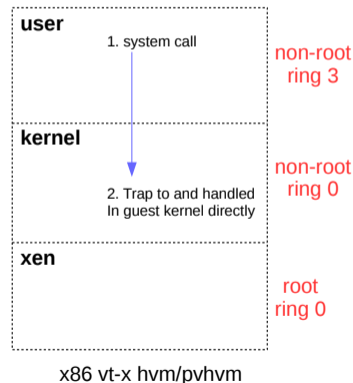 user
1. system call
non-root
ring 3
kernel
non-root
ring 0
2. Trap to and handled
In guest kernel directly
xen
root
ring 0
x86 vt-x hvm/pvhvm